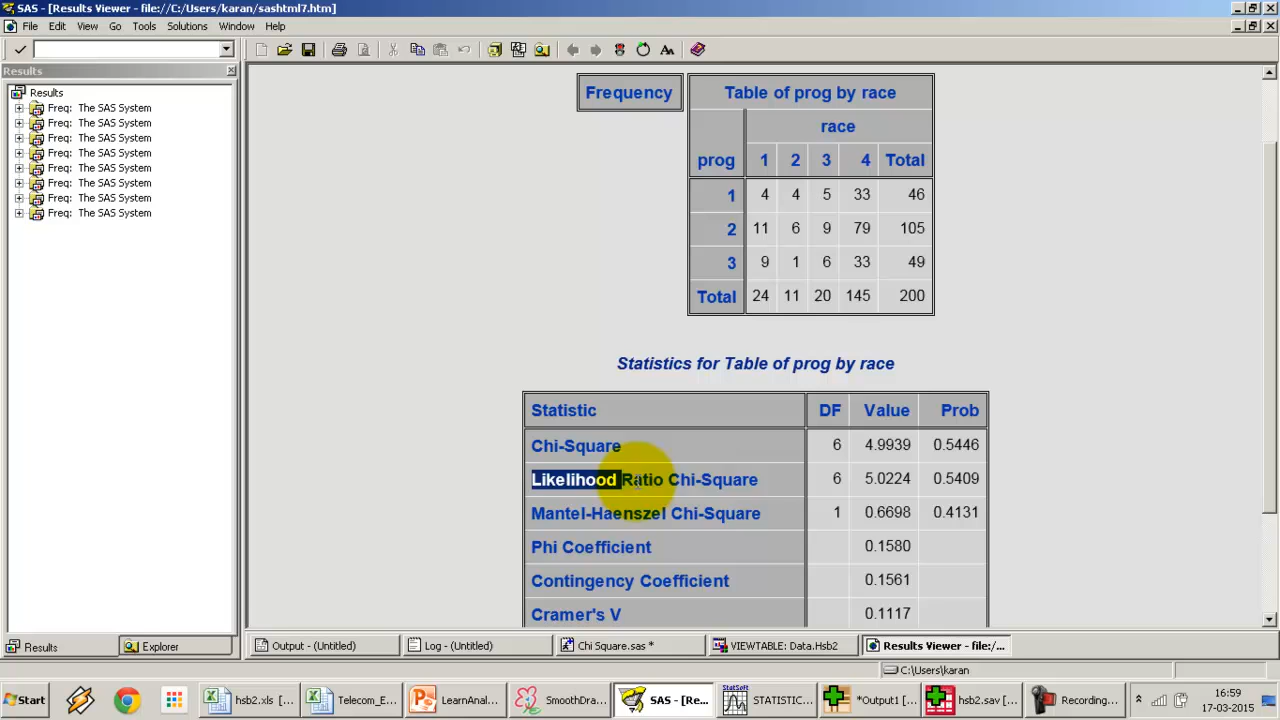 SAS - [Results Viewer - file://C:/Users/karan/sashtml7.htm]
File Edit View Go Tools Solutions Window Help
Results
Results
Freq: The SAS System
Freq: The SAS System
Freq: The SAS System
Freq: The SAS System
Freq: The SAS System
Freq: The SAS System
Freq: The SAS System
Freq: The SAS System
Frequency
Table of prog by race
race
prog 1 2 3 4 Total
1 4 4 5 33 46
2 11 6 9 79 105
3 9 1 6 33 49
Total 24 11 20 145 200
Statistics for Table of prog by race
Statistic DF Value Prob
Chi-Square 6 4.9939 0.5446
Likelihood Ratio Chi-Square 6 5.0224 0.5409
Mantel-Haenszel Chi-Square 1 0.6698 0.4131
Phi Coefficient 0.1580
Contingency Coefficient 0.1561
Cramer's V 0.1117
Results Explorer Output - (Untitled) Log - (Untitled) Chi Square.sas * VIEWTABLE: Data.Hsb2 Results Viewer - file:/...
C:\Users\karan
Start hsb2.xls [... Telecom_E... LearnAnal... SmoothDra... SAS - [Re... STATISTIC... *Output1 [... hsb2.sav [... Recording... 16:59
17-03-2015